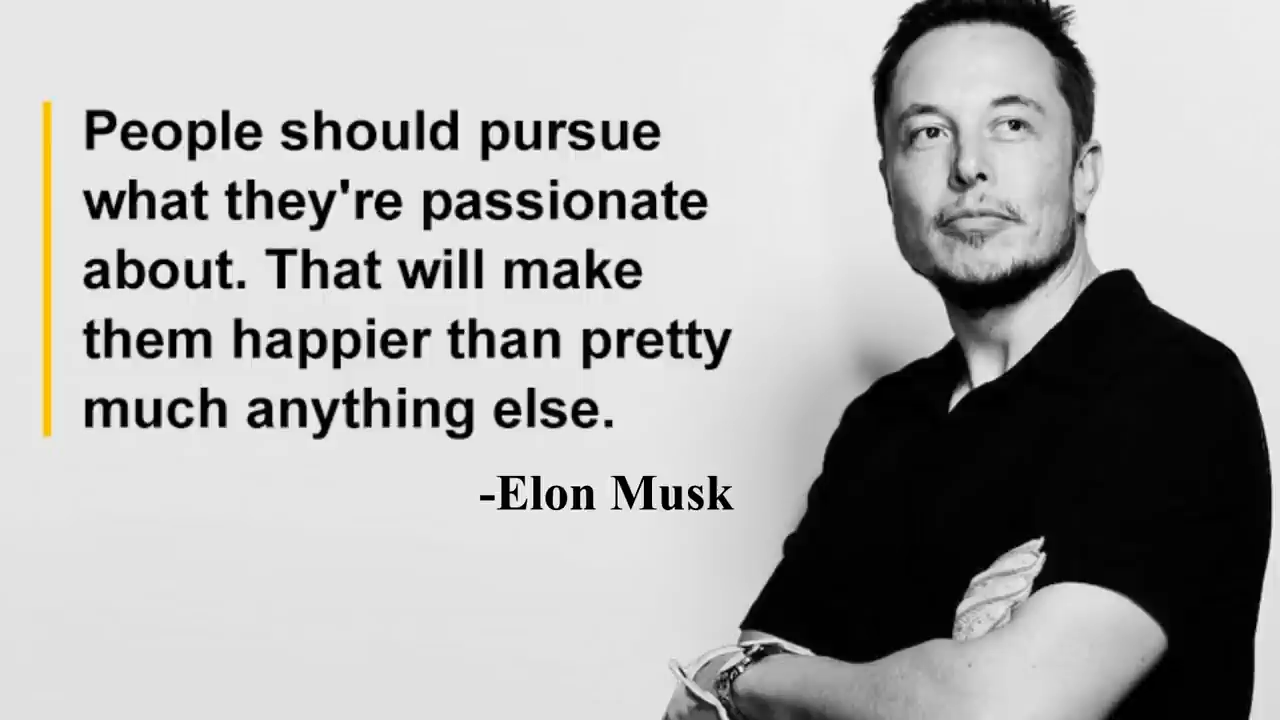 People should pursue
what they're passionate
about. That will make
them happier than pretty
much anything else.
-Elon Musk